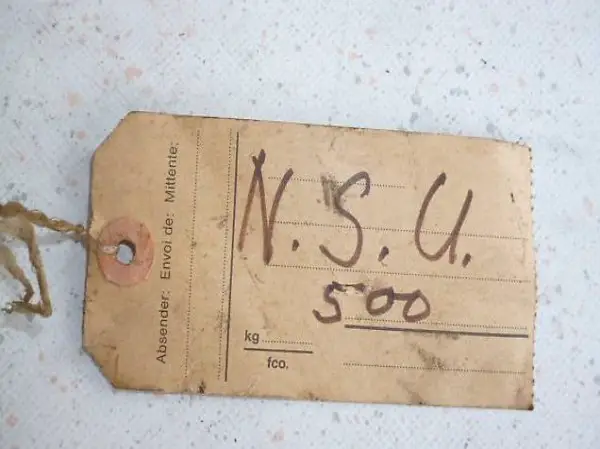 Absender: Envoi de: Mittente:
N.S.U.
500
kg
fco.